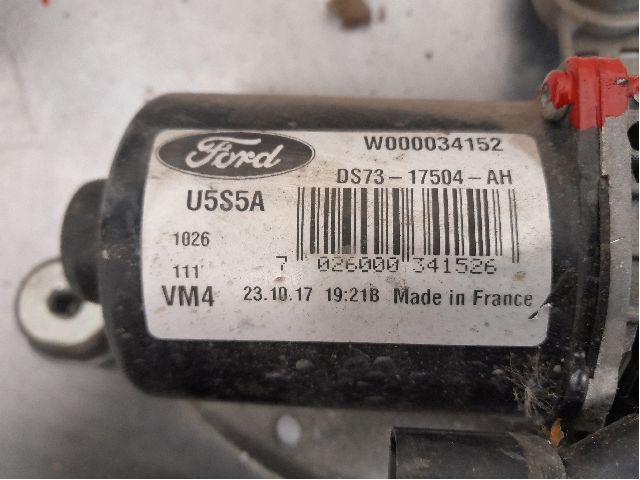 Ford
W000034152
DS73-17504-AH
U5S5A
1026
111
7 026000 341526
VM4 23.10.17 19:21B Made in France